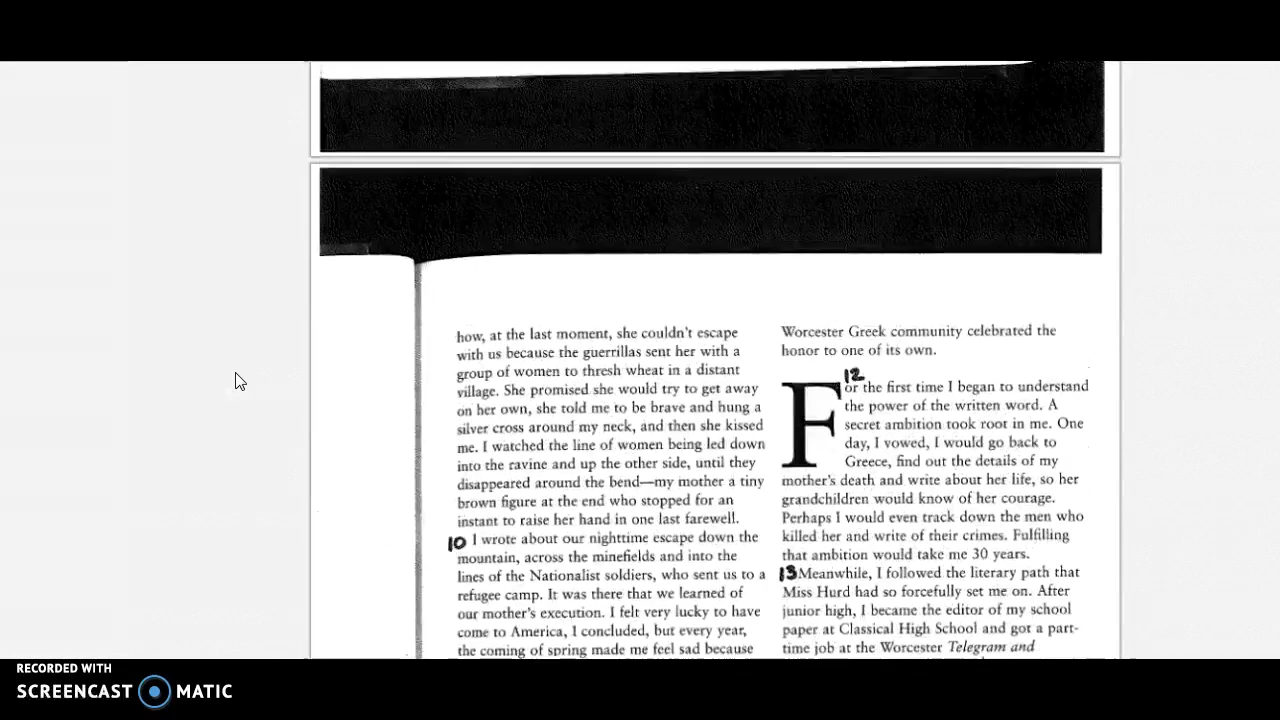 how, at the last moment, she couldn't escape
with us because the guerrillas sent her with a
group of women to thresh wheat in a distant
village. She promised she would try to get away
on her own, she told me to be brave and hung a
silver cross around my neck, and then she kissed
me. I watched the line of women being led down
into the ravine and up the other side, until they
disappeared around the bend—my mother a tiny
brown figure at the end who stopped for an
instant to raise her hand in one last farewell.
10 I wrote about our nighttime escape down the
mountain, across the minefields and into the
lines of the Nationalist soldiers, who sent us to a
refugee camp. It was there that we learned of
our mother's execution. I felt very lucky to have
come to America, I concluded, but every year,
the coming of spring made me feel sad because
Worcester Greek community celebrated the
honor to one of its own.
12
For the first time I began to understand
the power of the written word. A
secret ambition took root in me. One
day, I vowed, I would go back to
Greece, find out the details of my
mother's death and write about her life, so her
grandchildren would know of her courage.
Perhaps I would even track down the men who
killed her and write of their crimes. Fulfilling
that ambition would take me 30 years.
13 Meanwhile, I followed the literary path that
Miss Hurd had so forcefully set me on. After
junior high, I became the editor of my school
paper at Classical High School and got a part-
time job at the Worcester Telegram and
RECORDED WITH
SCREENCAST MATIC